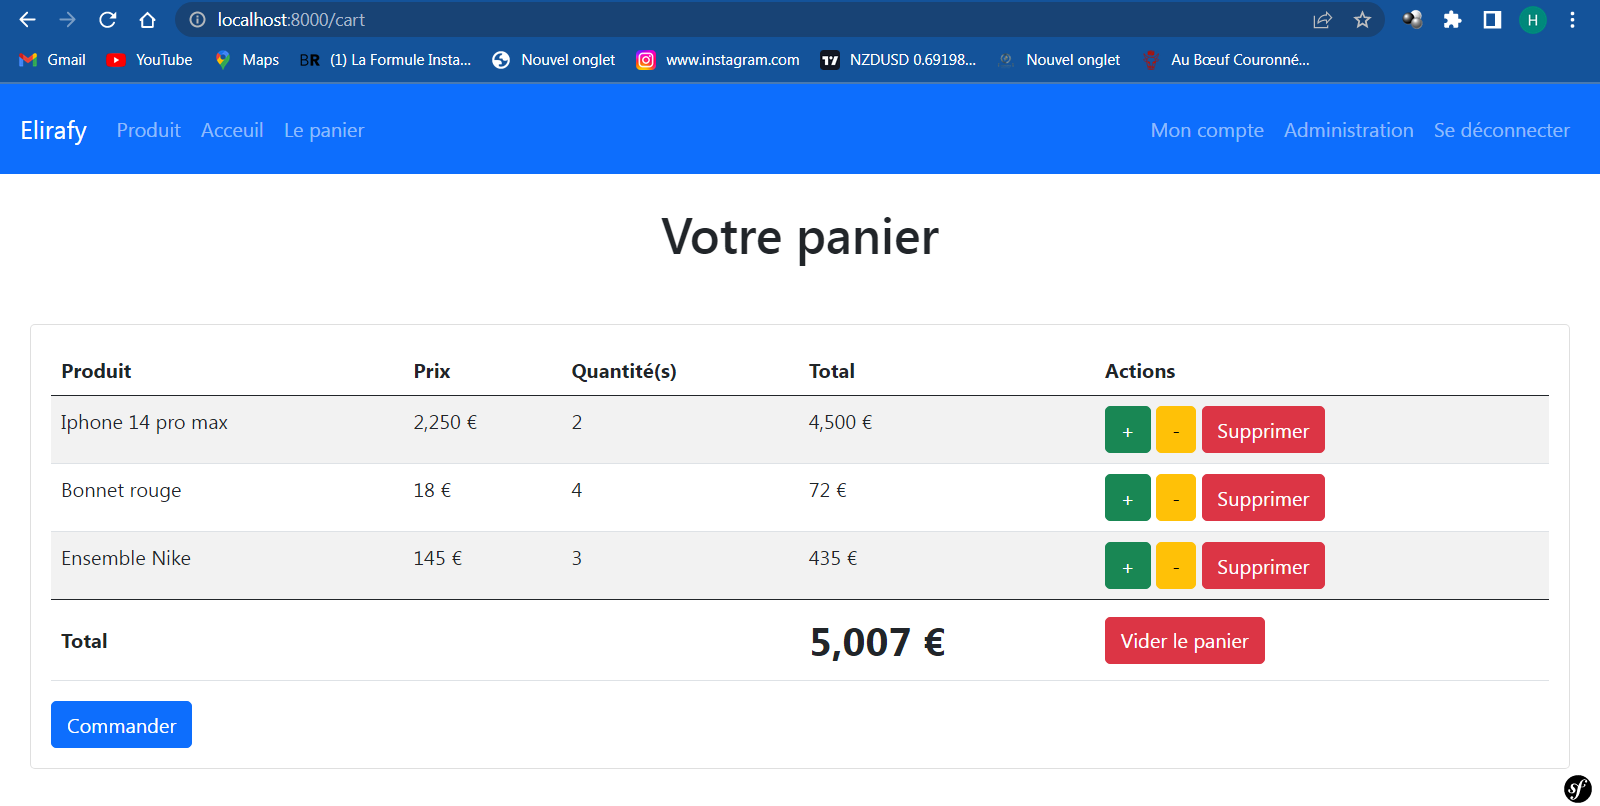 localhost:8000/cart
H
Gmail YouTube Maps BR (1) La Formule Insta... Nouvel onglet www.instagram.com NZDUSD 0.69198... Nouvel onglet Au Bœuf Couronné...
Elirafy Produit Acceuil Le panier Mon compte Administration Se déconnecter
Votre panier
Produit Prix Quantité(s) Total Actions
Iphone 14 pro max 2,250 € 2 4,500 € + - Supprimer
Bonnet rouge 18 € 4 72 € + - Supprimer
Ensemble Nike 145 € 3 435 € + - Supprimer
Total 5,007 € Vider le panier
Commander
sf